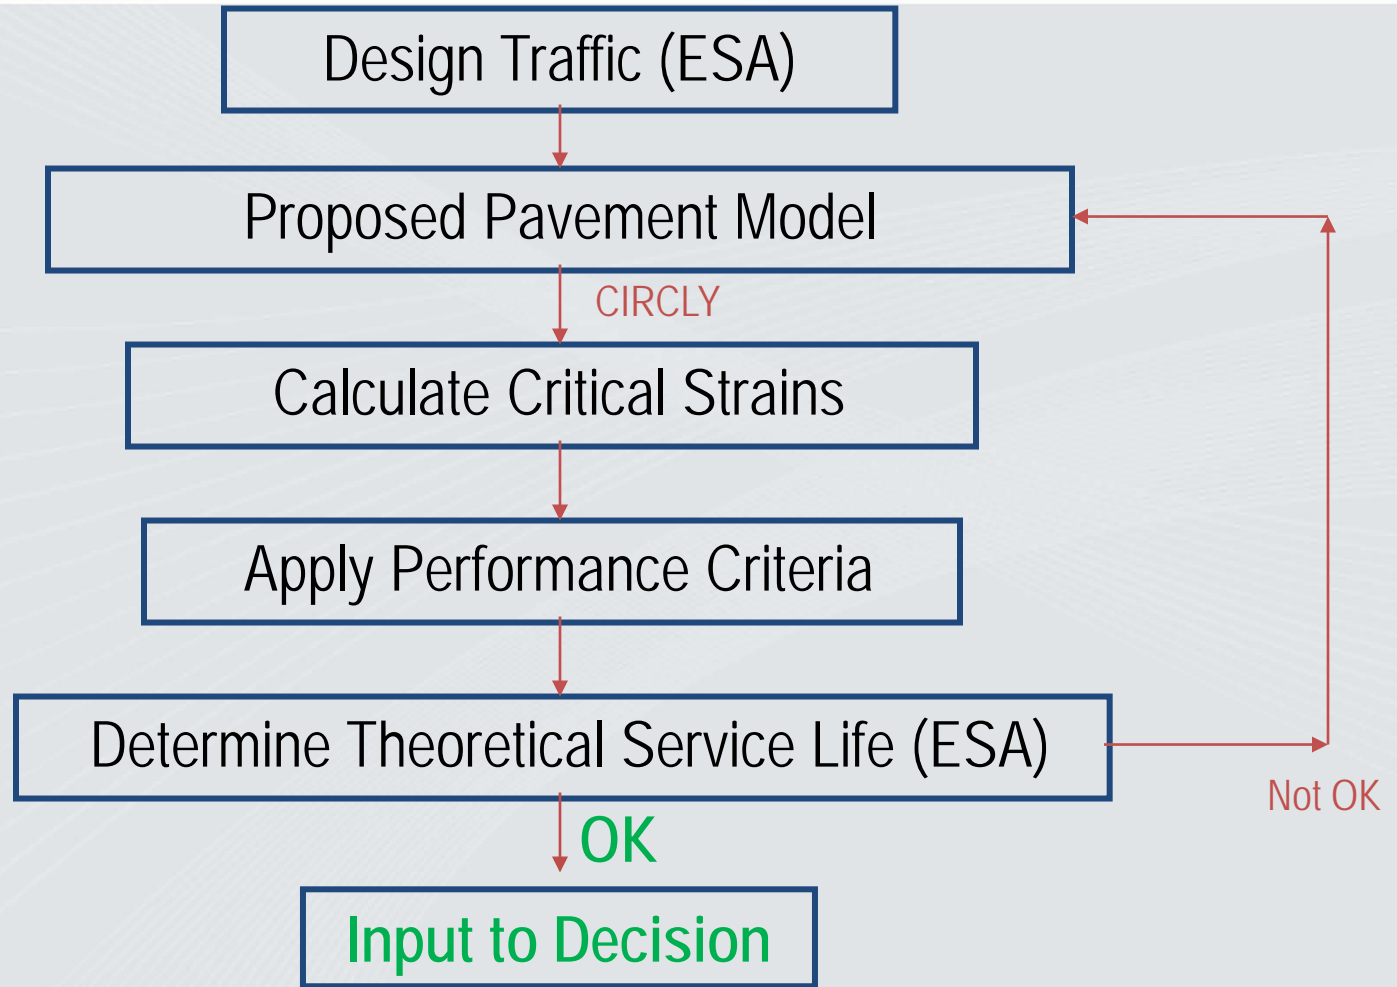 Design Traffic (ESA)
Proposed Pavement Model
CIRCLY
Calculate Critical Strains
Apply Performance Criteria
Determine Theoretical Service Life (ESA)
Not OK
OK
Input to Decision